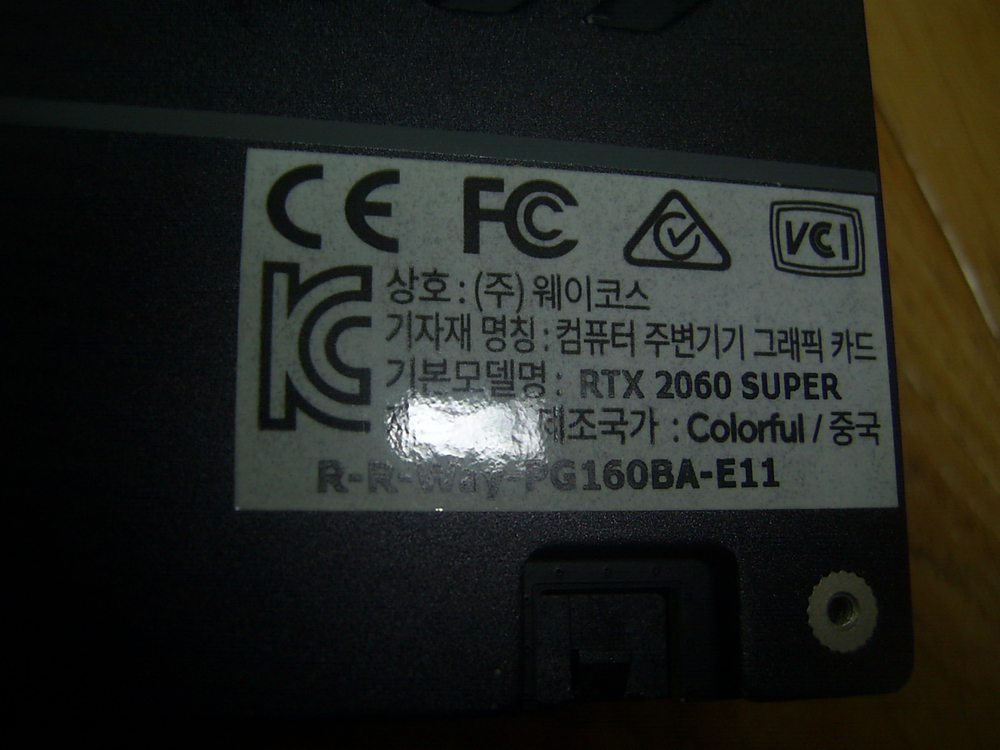 CE FC VCI
KC
상호 : (주) 웨이코스
기자재 명칭 : 컴퓨터 주변기기 그래픽 카드
기본모델명 : RTX 2060 SUPER
제조국가 : Colorful / 중국
R-R-Way-PG160BA-E11